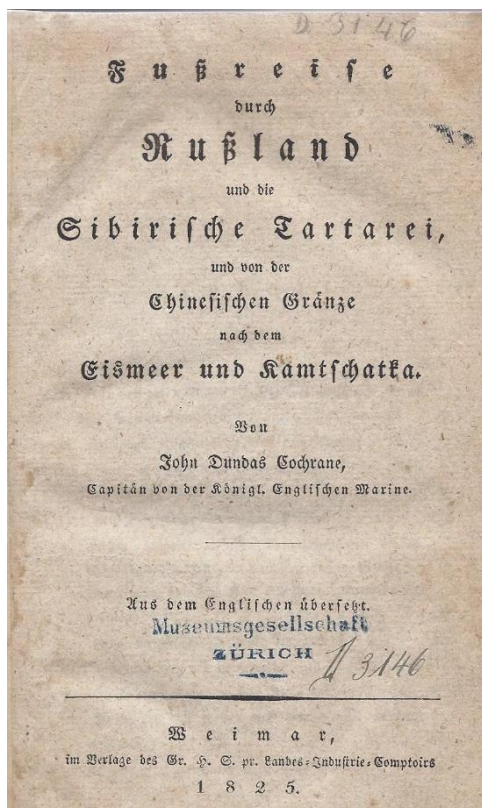 D 3146
Fußreiſe
durch
Rußland
und die
Sibiriſche Tartarei,
und von der
Chineſiſchen Gränze
nach dem
Eismeer und Kamtſchatka.
Von
John Dundas Cochrane,
Capitän von der Königl. Engliſchen Marine.
Aus dem Engliſchen überſetzt.
Museumsgesellschaft
ZÜRICH
D 3146
Weimar,
im Verlage des Gr. H. S. pr. Landes-Induſtrie-Comptoirs
1825.